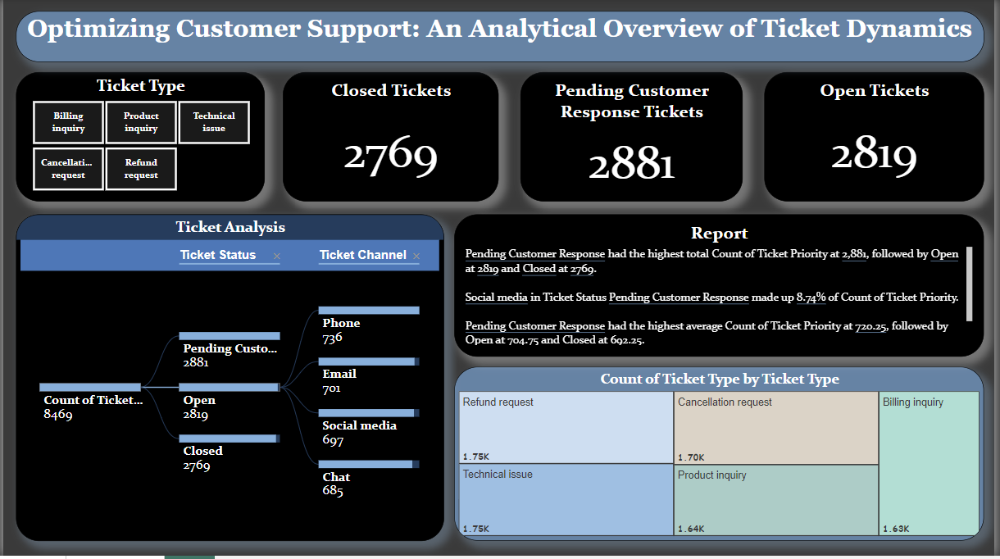 Optimizing Customer Support: An Analytical Overview of Ticket Dynamics
Ticket Type
Billing
inquiry
Product
inquiry
Technical
issue
Cancellati...
request
Refund
request
Closed Tickets
2769
Pending Customer
Response Tickets
2881
Open Tickets
2819
Ticket Analysis
Ticket Status ×
Ticket Channel ×
Count of Ticket...
8469
Pending Custo...
2881
Open
2819
Closed
2769
Phone
736
Email
701
Social media
697
Chat
685
Report
Pending Customer Response had the highest total Count of Ticket Priority at 2,881, followed by Open
at 2819 and Closed at 2769.
Social media in Ticket Status Pending Customer Response made up 8.74% of Count of Ticket Priority.
Pending Customer Response had the highest average Count of Ticket Priority at 720.25, followed by
Open at 704.75 and Closed at 692.25.
Count of Ticket Type by Ticket Type
Refund request
1.75K
Technical issue
1.75K
Cancellation request
1.70K
Product inquiry
1.64K
Billing inquiry
1.63K